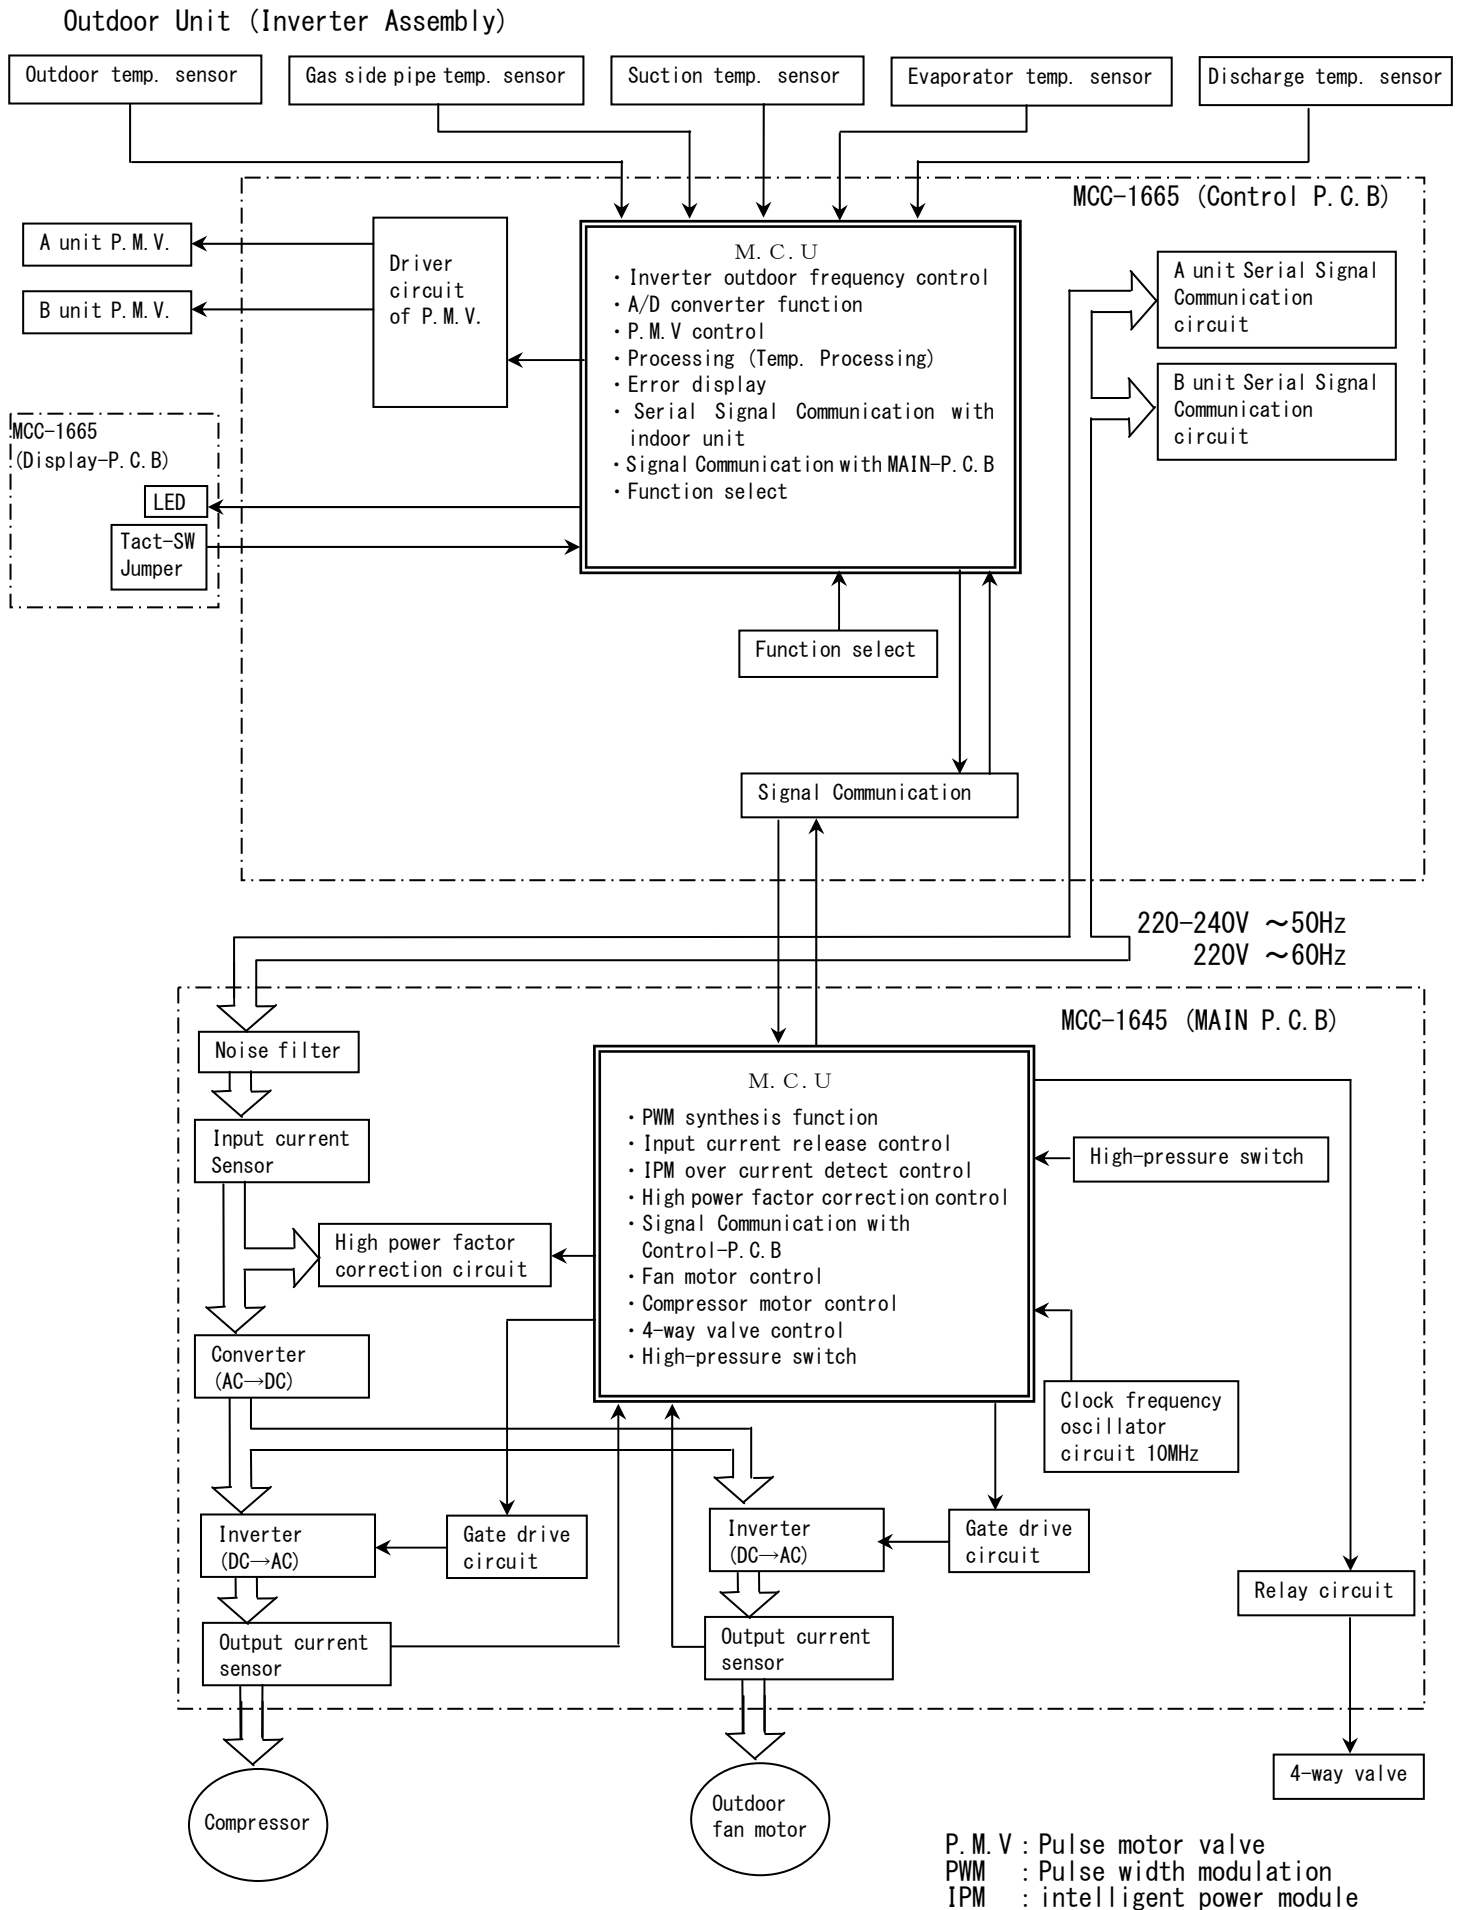 Outdoor Unit (Inverter Assembly)
Outdoor temp. sensor
Gas side pipe temp. sensor
Suction temp. sensor
Evaporator temp. sensor
Discharge temp. sensor
MCC-1665 (Control P.C.B)
A unit P.M.V.
B unit P.M.V.
Driver
circuit
of P.M.V.
M.C.U
・Inverter outdoor frequency control
・A/D converter function
・P.M.V control
・Processing (Temp. Processing)
・Error display
・Serial Signal Communication with
indoor unit
・Signal Communication with MAIN-P.C.B
・Function select
A unit Serial Signal
Communication
circuit
B unit Serial Signal
Communication
circuit
MCC-1665
(Display-P.C.B)
LED
Tact-SW
Jumper
Function select
Signal Communication
220-240V ～50Hz
220V ～60Hz
MCC-1645 (MAIN P.C.B)
Noise filter
Input current
Sensor
High power factor
correction circuit
Converter
(AC→DC)
M.C.U
・PWM synthesis function
・Input current release control
・IPM over current detect control
・High power factor correction control
・Signal Communication with
Control-P.C.B
・Fan motor control
・Compressor motor control
・4-way valve control
・High-pressure switch
High-pressure switch
Clock frequency
oscillator
circuit 10MHz
Inverter
(DC→AC)
Gate drive
circuit
Inverter
(DC→AC)
Gate drive
circuit
Relay circuit
Output current
sensor
Output current
sensor
Compressor
Outdoor
fan motor
4-way valve
P.M.V : Pulse motor valve
PWM : Pulse width modulation
IPM : intelligent power module